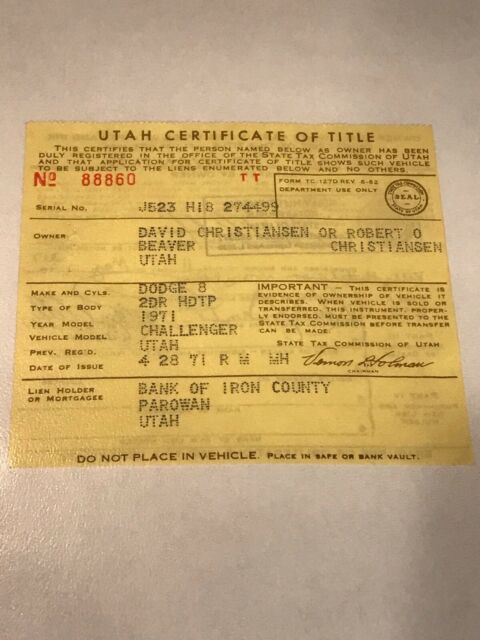 UTAH CERTIFICATE OF TITLE
THIS CERTIFIES THAT THE PERSON NAMED BELOW AS OWNER HAS BEEN
DULY REGISTERED IN THE OFFICE OF THE STATE TAX COMMISSION OF UTAH
AND THAT APPLICATION FOR CERTIFICATE OF TITLE SHOWS SUCH VEHICLE
TO BE SUBJECT TO THE LIENS ENUMERATED BELOW AND NO OTHERS.
No 88860 TT
FORM TC-1270 REV. 6-62
DEPARTMENT USE ONLY
SEAL
SERIAL NO. J523 H18 274499
OWNER DAVID CHRISTIANSEN OR ROBERT O
BEAVER CHRISTIANSEN
UTAH
MAKE AND CYLS. DODGE 8
TYPE OF BODY 2DR HDTP
YEAR MODEL 1971
VEHICLE MODEL CHALLENGER
PREV. REG'D. UTAH
DATE OF ISSUE 4 28 71 R M MH
IMPORTANT — THIS CERTIFICATE IS
EVIDENCE OF OWNERSHIP OF VEHICLE IT
DESCRIBES. WHEN VEHICLE IS SOLD OR
TRANSFERRED, THIS INSTRUMENT, PROPER-
LY ENDORSED, MUST BE PRESENTED TO THE
STATE TAX COMMISSION BEFORE TRANSFER
CAN BE MADE.
STATE TAX COMMISSION OF UTAH
Vernon L. Holman
CHAIRMAN
LIEN HOLDER
OR MORTGAGEE
BANK OF IRON COUNTY
PAROWAN
UTAH
DO NOT PLACE IN VEHICLE. PLACE IN SAFE OR BANK VAULT.